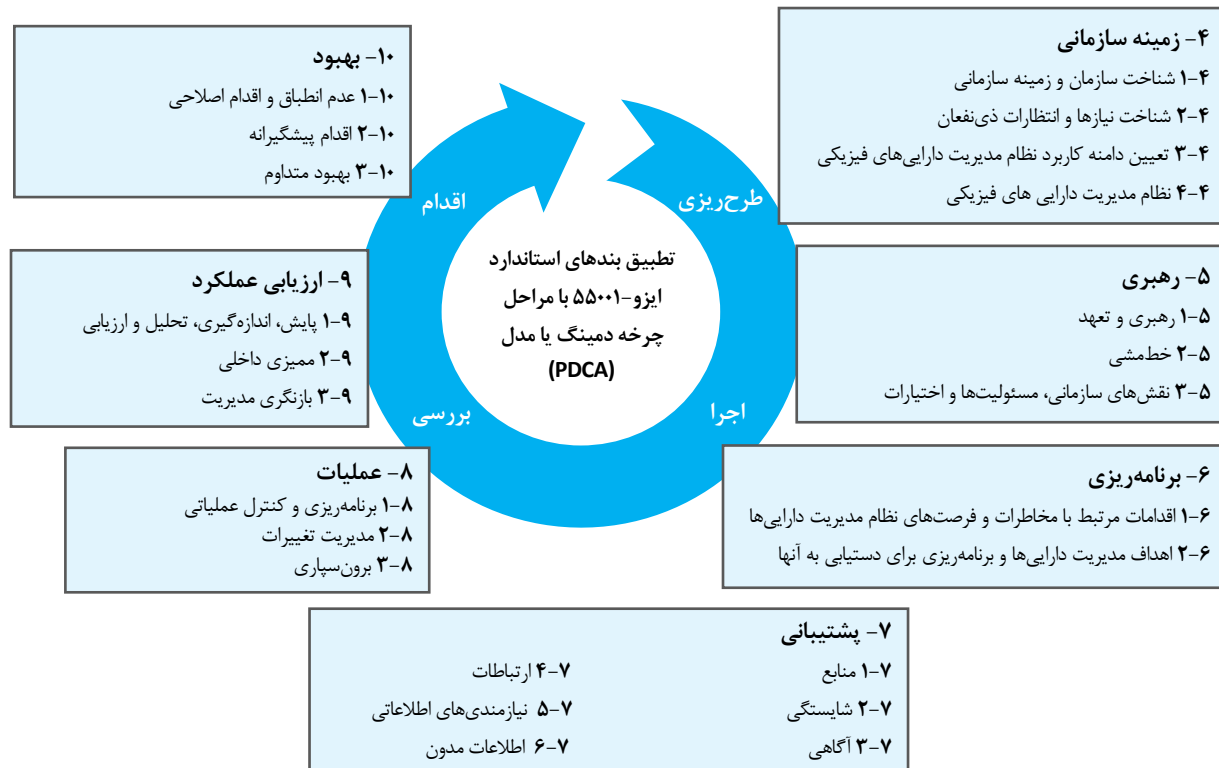 ۴- زمینه سازمانی
۴-۱ شناخت سازمان و زمینه سازمانی
۴-۲ شناخت نیازها و انتظارات ذی‌نفعان
۴-۳ تعیین دامنه کاربرد نظام مدیریت دارایی‌های فیزیکی
۴-۴ نظام مدیریت دارایی های فیزیکی
۵- رهبری
۵-۱ رهبری و تعهد
۵-۲ خط‌مشی
۵-۳ نقش‌های سازمانی، مسئولیت‌ها و اختیارات
۶- برنامه‌ریزی
۶-۱ اقدامات مرتبط با مخاطرات و فرصت‌های نظام مدیریت دارایی‌ها
۶-۲ اهداف مدیریت دارایی‌ها و برنامه‌ریزی برای دستیابی به آنها
۷- پشتیبانی
۷-۱ منابع
۷-۲ شایستگی
۷-۳ آگاهی
۷-۴ ارتباطات
۷-۵ نیازمندی‌های اطلاعاتی
۷-۶ اطلاعات مدون
۸- عملیات
۸-۱ برنامه‌ریزی و کنترل عملیاتی
۸-۲ مدیریت تغییرات
۸-۳ برون‌سپاری
۹- ارزیابی عملکرد
۹-۱ پایش، اندازه‌گیری، تحلیل و ارزیابی
۹-۲ ممیزی داخلی
۹-۳ بازنگری مدیریت
۱۰- بهبود
۱۰-۱ عدم انطباق و اقدام اصلاحی
۱۰-۲ اقدام پیشگیرانه
۱۰-۳ بهبود متداوم
طرح‌ریزی
اجرا
بررسی
اقدام
تطبیق بندهای استاندارد
ایزو-۵۵۰۰۱ با مراحل
چرخه دمینگ یا مدل
(PDCA)